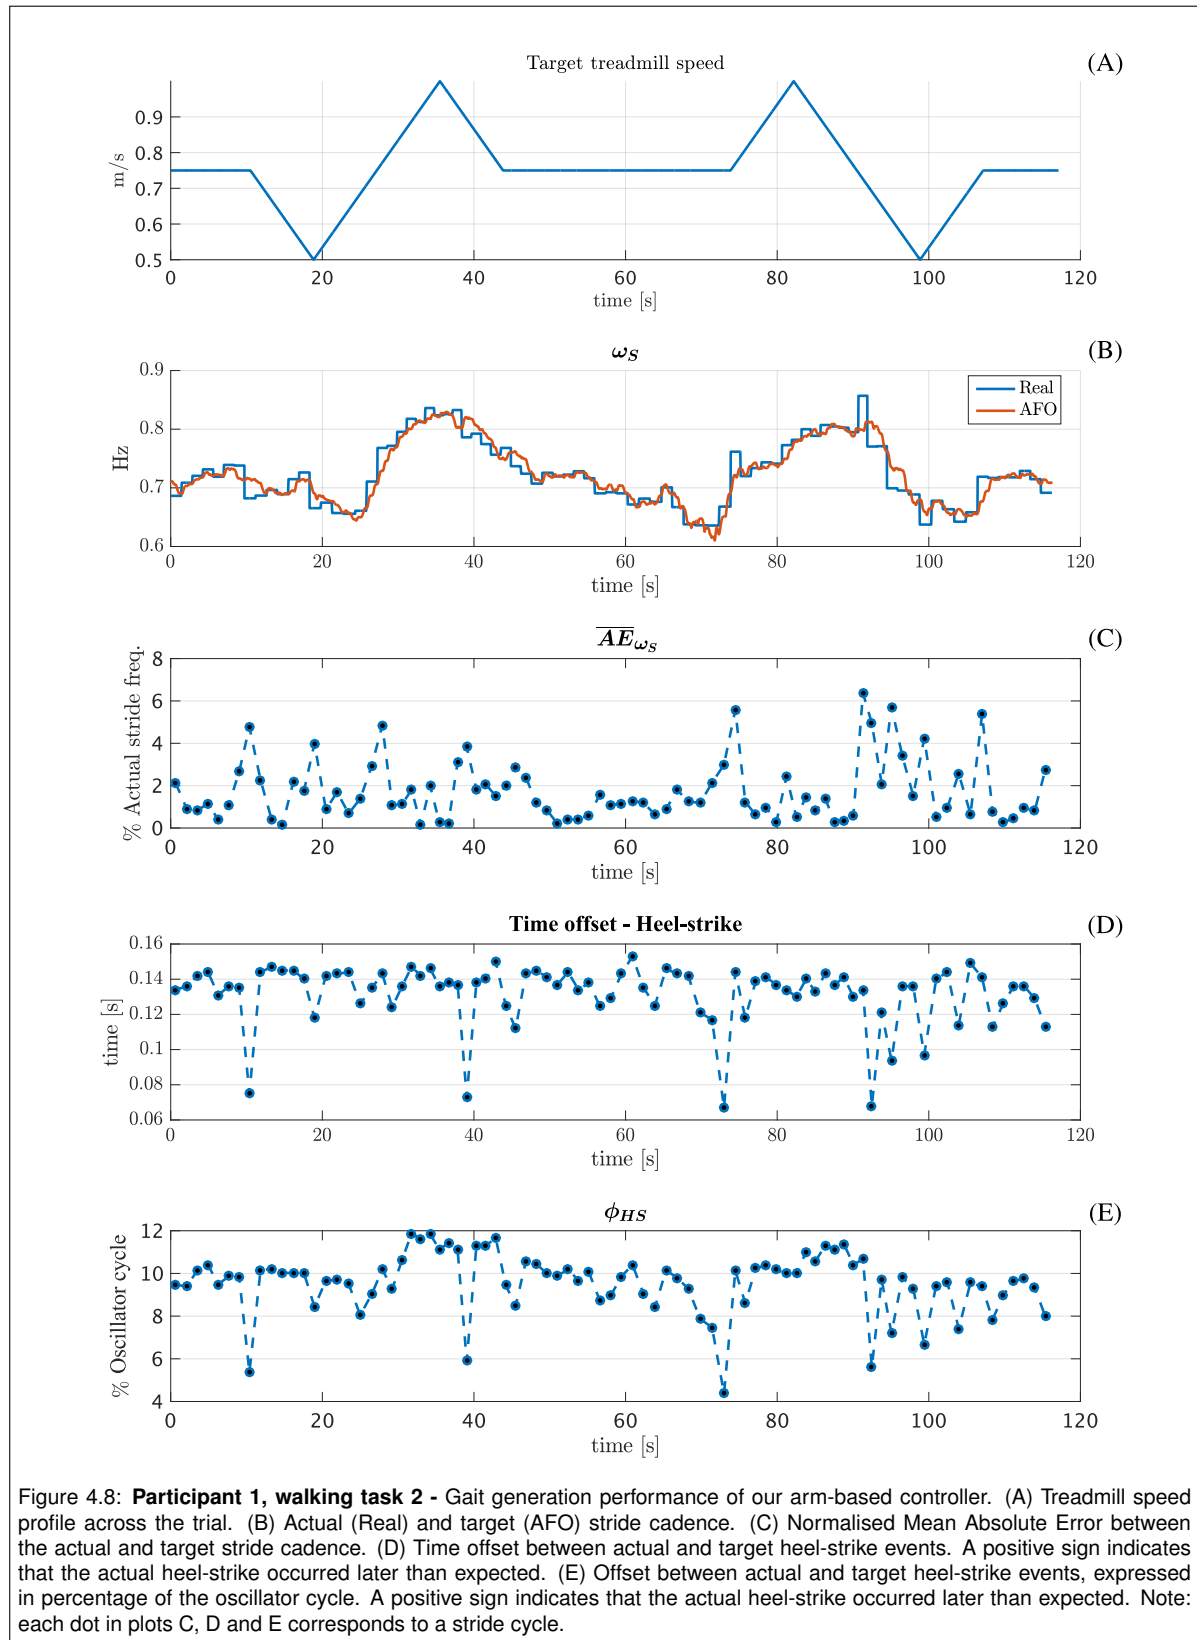 Target treadmill speed
(A)
0.9
0.8
0.7
0.6
0.5
m/s
0 20 40 60 80 100 120
time [s]
ω_S
(B)
0.9
0.8
0.7
0.6
Hz
Real
AFO
0 20 40 60 80 100 120
time [s]
A̅E̅_ωS
(C)
8
6
4
2
0
% Actual stride freq.
0 20 40 60 80 100 120
time [s]
Time offset - Heel-strike
(D)
0.16
0.14
0.12
0.1
0.08
0.06
time [s]
0 20 40 60 80 100 120
time [s]
ϕ_HS
(E)
12
10
8
6
4
% Oscillator cycle
0 20 40 60 80 100 120
time [s]
Figure 4.8: Participant 1, walking task 2 - Gait generation performance of our arm-based controller. (A) Treadmill speed
profile across the trial. (B) Actual (Real) and target (AFO) stride cadence. (C) Normalised Mean Absolute Error between
the actual and target stride cadence. (D) Time offset between actual and target heel-strike events. A positive sign indicates
that the actual heel-strike occurred later than expected. (E) Offset between actual and target heel-strike events, expressed
in percentage of the oscillator cycle. A positive sign indicates that the actual heel-strike occurred later than expected. Note:
each dot in plots C, D and E corresponds to a stride cycle.